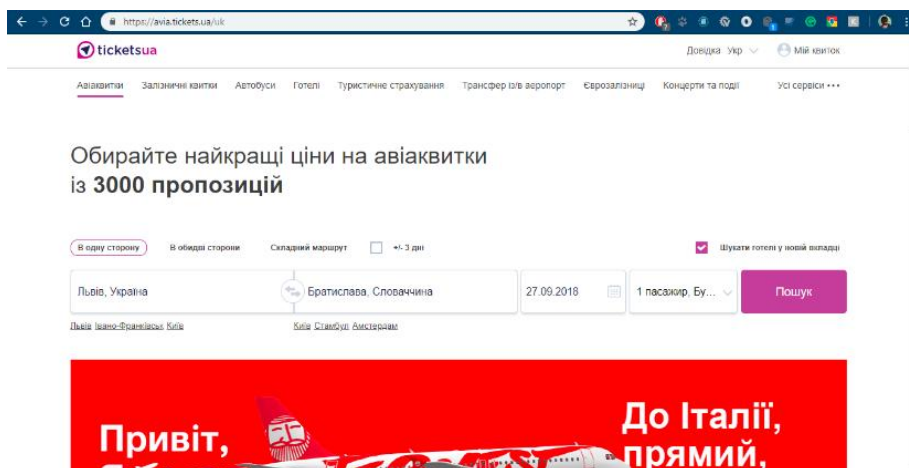 https://avia.tickets.ua/uk
ticketsua
Довідка Укр Мій квиток
Авіаквитки Залізничні квитки Автобуси Готелі Туристичне страхування Трансфер із/в аеропорт Єврозалізниці Концерти та події Усі сервіси •••
Обирайте найкращі ціни на авіаквитки
із 3000 пропозицій
В одну сторону В обидві сторони Складний маршрут +/- 3 дні Шукати готелі у новій вкладці
Львів, Україна Братислава, Словаччина 27.09.2018 1 пасажир, Бу... Пошук
Львів Івано-Франківськ Київ Київ Стамбул Амстердам
Привіт,
До Італії,
прямий,